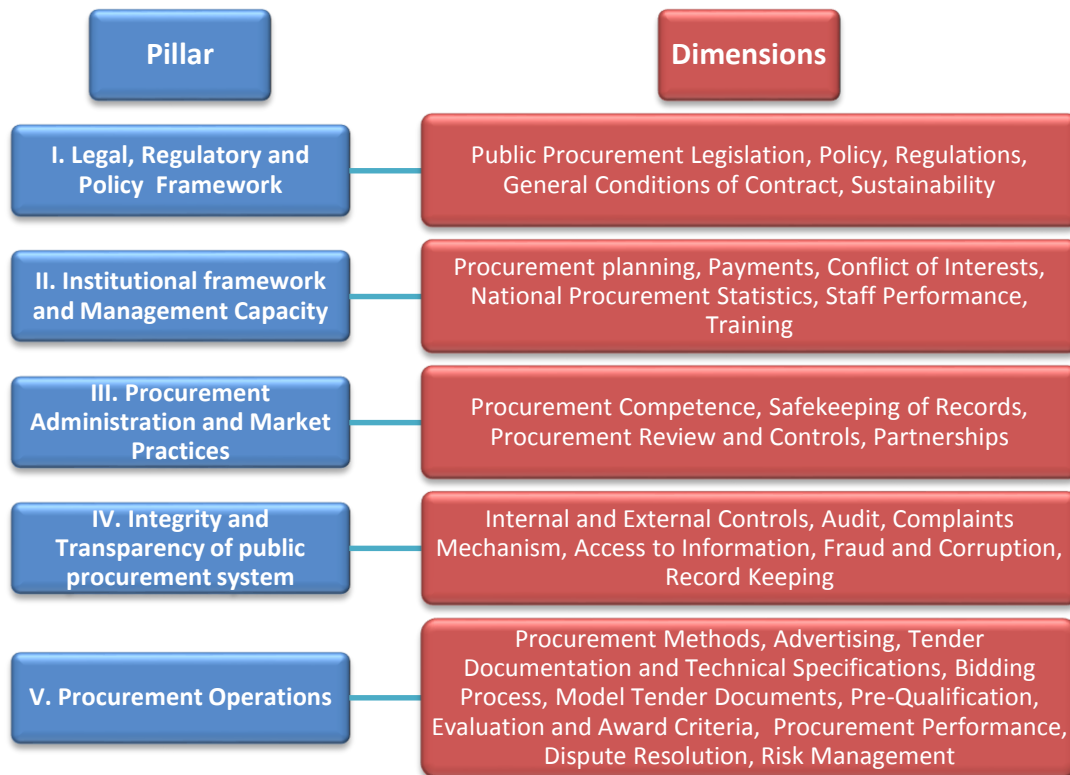 Pillar
Dimensions
I. Legal, Regulatory and
Policy Framework
Public Procurement Legislation, Policy, Regulations,
General Conditions of Contract, Sustainability
II. Institutional framework
and Management Capacity
Procurement planning, Payments, Conflict of Interests,
National Procurement Statistics, Staff Performance,
Training
III. Procurement
Administration and Market
Practices
Procurement Competence, Safekeeping of Records,
Procurement Review and Controls, Partnerships
IV. Integrity and
Transparency of public
procurement system
Internal and External Controls, Audit, Complaints
Mechanism, Access to Information, Fraud and Corruption,
Record Keeping
V. Procurement Operations
Procurement Methods, Advertising, Tender
Documentation and Technical Specifications, Bidding
Process, Model Tender Documents, Pre-Qualification,
Evaluation and Award Criteria, Procurement Performance,
Dispute Resolution, Risk Management